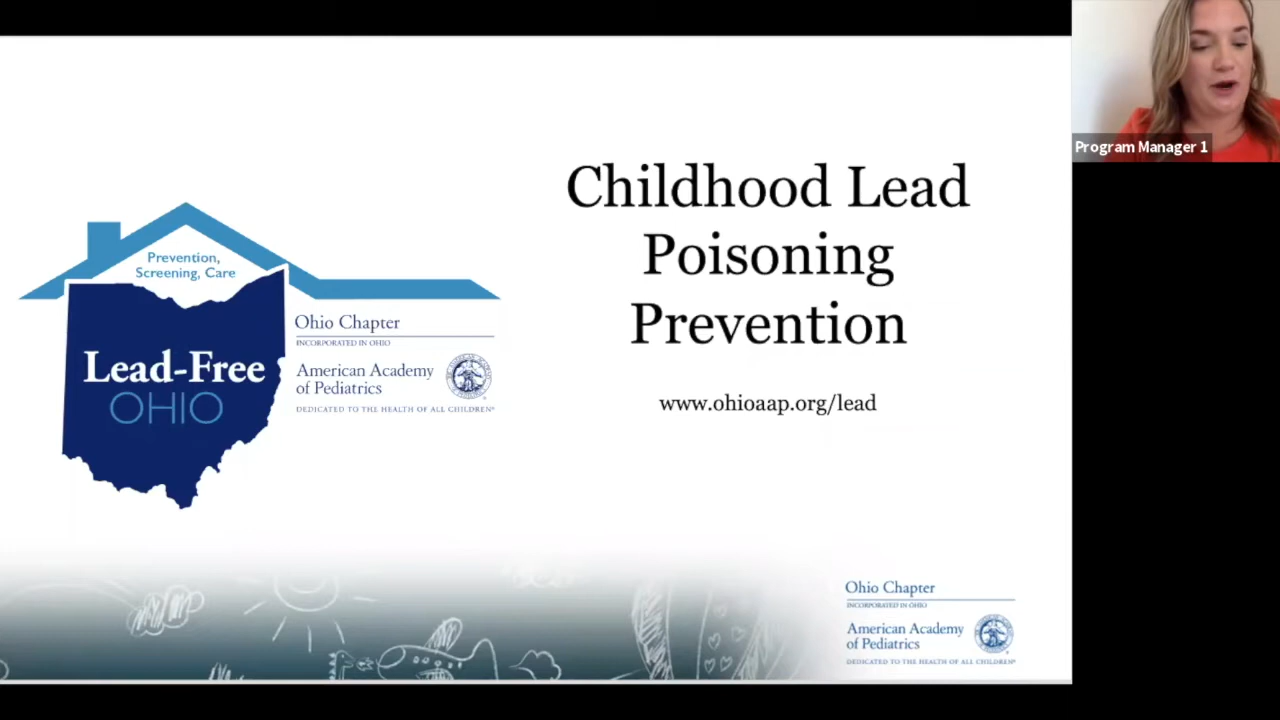 Program Manager 1
Childhood Lead
Poisoning
Prevention
www.ohioaap.org/lead
Prevention,
Screening, Care
Lead-Free
OHIO
Ohio Chapter
INCORPORATED IN OHIO
American Academy
of Pediatrics
DEDICATED TO THE HEALTH OF ALL CHILDREN®
Ohio Chapter
INCORPORATED IN OHIO
American Academy
of Pediatrics
DEDICATED TO THE HEALTH OF ALL CHILDREN®